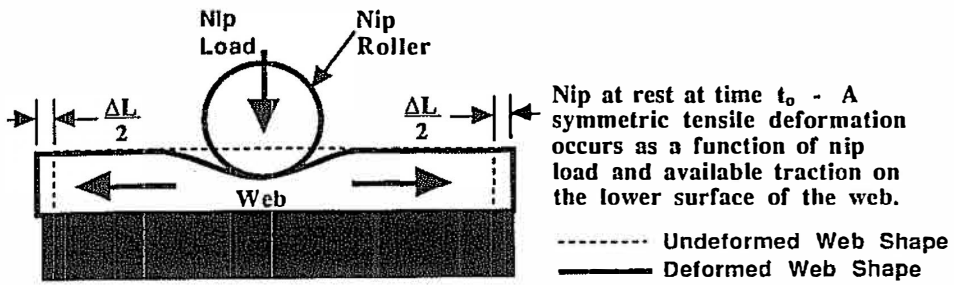 Nip
Load
Nip
Roller
ΔL
2
ΔL
2
Web
Nip at rest at time t₀ - A
symmetric tensile deformation
occurs as a function of nip
load and available traction on
the lower surface of the web.
Undeformed Web Shape
Deformed Web Shape